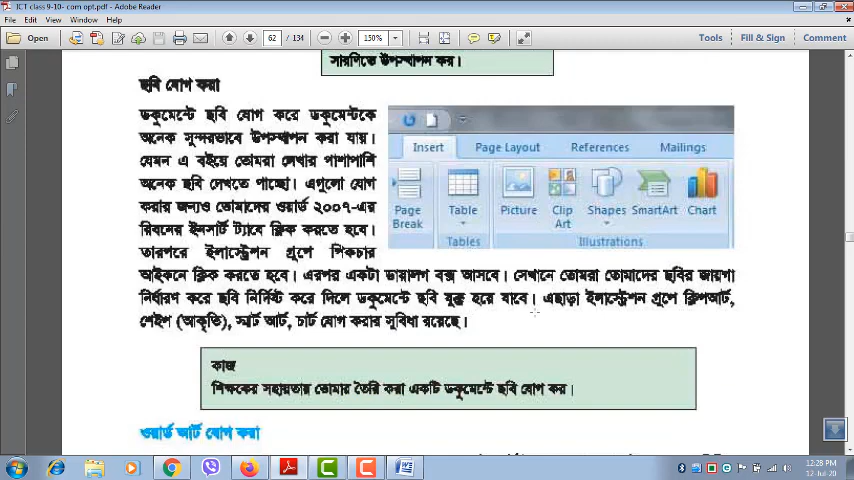 ICT class 9-10- com opt.pdf - Adobe Reader
File Edit View Window Help
Open 62 / 134 150% Tools Fill & Sign Comment
সারণিতে উপস্থাপন কর।
ছবি যোগ করা
ডকুমেন্টে ছবি যোগ করে ডকুমেন্টকে
অনেক সুন্দরভাবে উপস্থাপন করা যায়।
যেমন এ বইয়ে তোমরা লেখার পাশাপাশি
অনেক ছবি দেখতে পাচ্ছো। এগুলো যোগ
করার জন্যও তোমাদের ওয়ার্ড ২০০৭-এর
রিবনের ইনসার্ট ট্যাবে ক্লিক করতে হবে।
তারপরে ইলাস্ট্রেশন গ্রুপে পিকচার
Insert Page Layout References Mailings
Page Break Table Picture Clip Art Shapes SmartArt Chart
Tables Illustrations
আইকনে ক্লিক করতে হবে। এরপর একটা ডায়ালগ বক্স আসবে। সেখানে তোমরা তোমাদের ছবির জায়গা
নির্ধারণ করে ছবি নির্দিষ্ট করে দিলে ডকুমেন্টে ছবি যুক্ত হয়ে যাবে। এছাড়া ইলাস্ট্রেশন গ্রুপে ক্লিপআর্ট,
শেইপ (আকৃতি), স্মার্ট আর্ট, চার্ট যোগ করার সুবিধা রয়েছে।
কাজ
শিক্ষকের সহায়তায় তোমার তৈরি করা একটি ডকুমেন্টে ছবি যোগ কর।
ওয়ার্ড আর্ট যোগ করা
12:28 PM
12-Jul-20